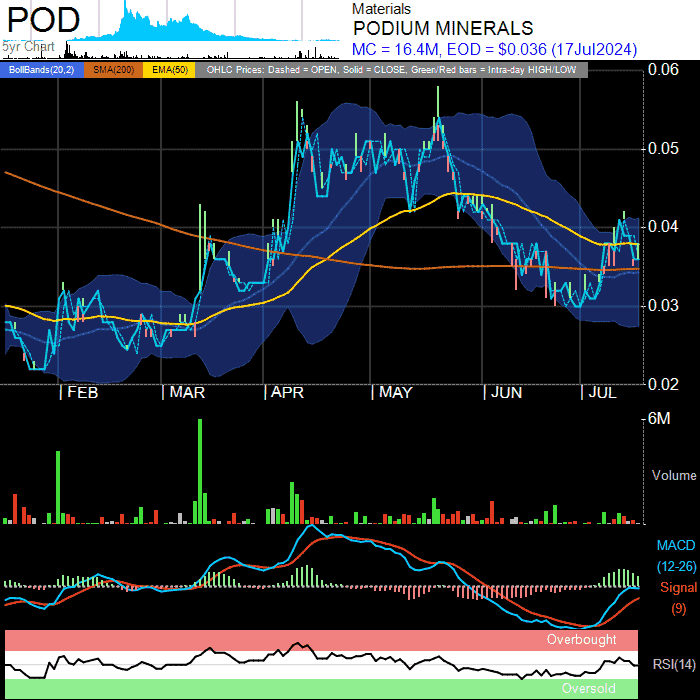 POD
5yr Chart
Materials
PODIUM MINERALS
MC = 16.4M, EOD = $0.036 (17Jul2024)
BollBands(20,2) SMA(200) EMA(50) OHLC Prices: Dashed = OPEN, Solid = CLOSE, Green/Red bars = Intra-day HIGH/LOW
0.06
0.05
0.04
0.03
0.02
FEB MAR APR MAY JUN JUL
6M
Volume
MACD
(12-26)
Signal
(9)
Overbought
RSI(14)
Oversold